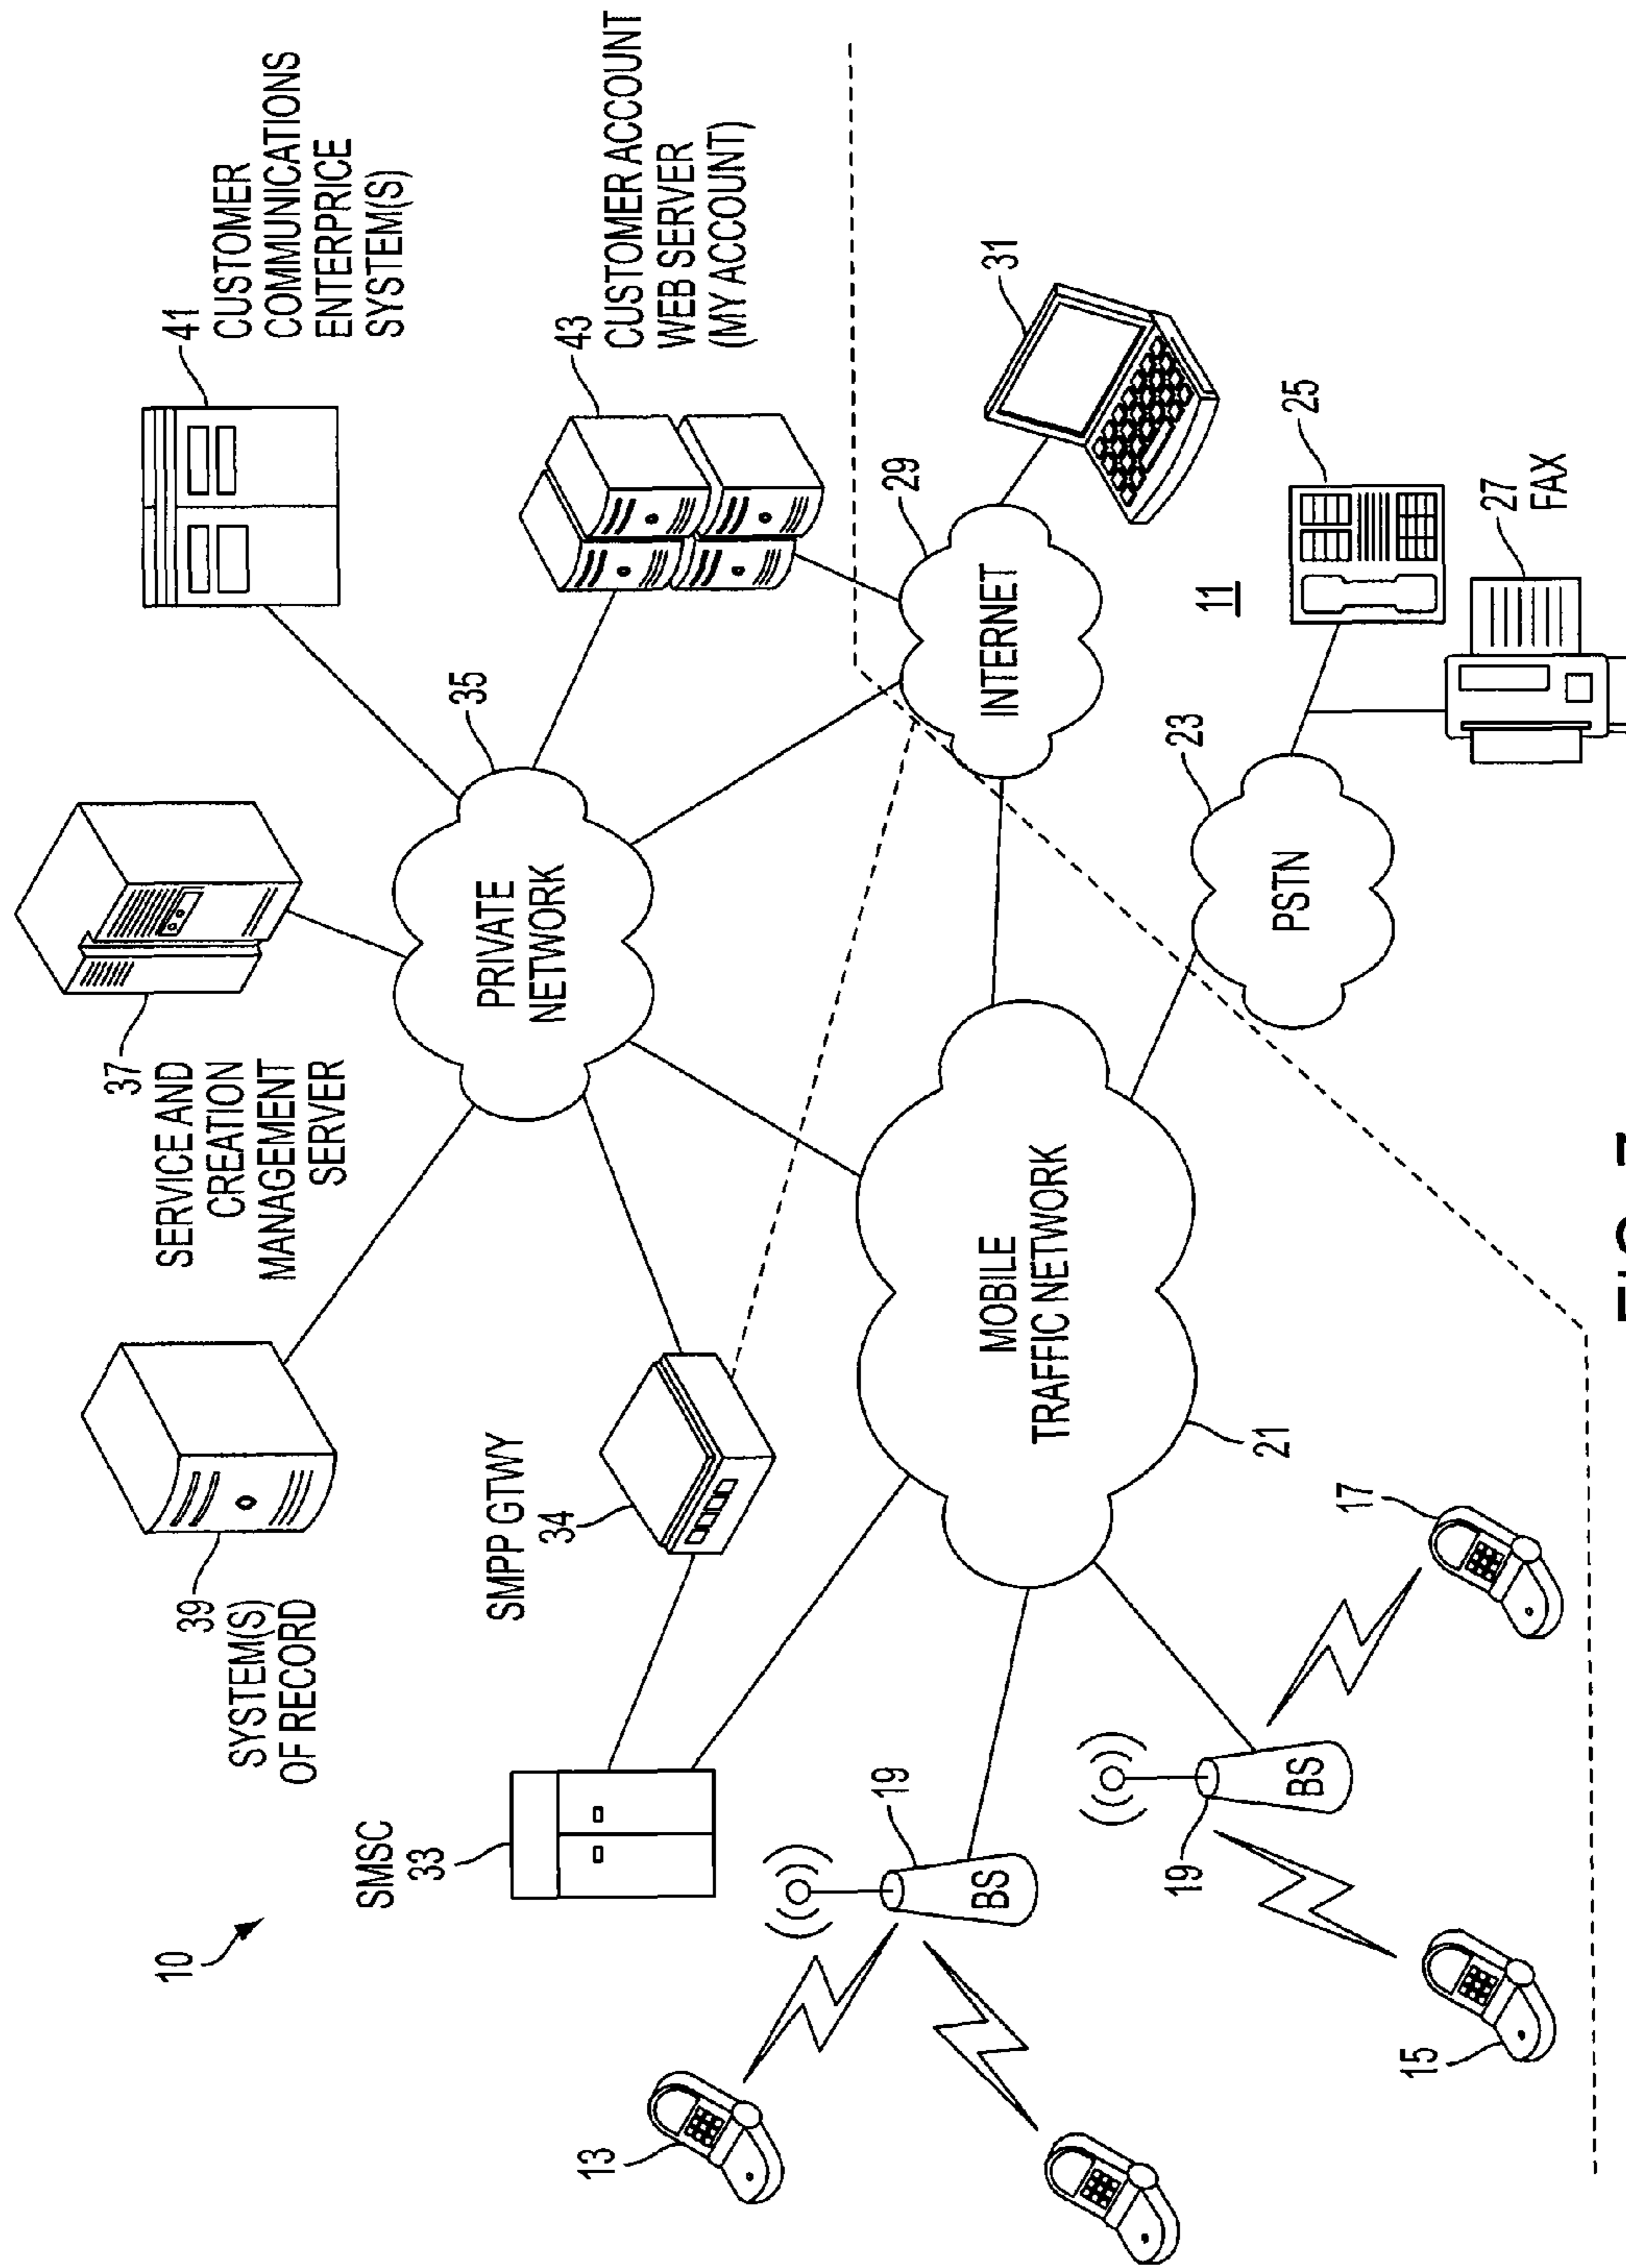 10
39
SYSTEM(S)
OF RECORD
37
SERVICE AND
CREATION
MANAGEMENT
SERVER
41
CUSTOMER
COMMUNICATIONS
ENTERPRICE
SYSTEM(S)
SMSC
33
SMPP GTWY
34
PRIVATE
NETWORK
35
43
CUSTOMER ACCOUNT
WEB SERVER
(MY ACCOUNT)
13
19
BS
19
BS
15
17
MOBILE
TRAFFIC NETWORK
21
INTERNET
29
31
11
PSTN
23
25
27
FAX